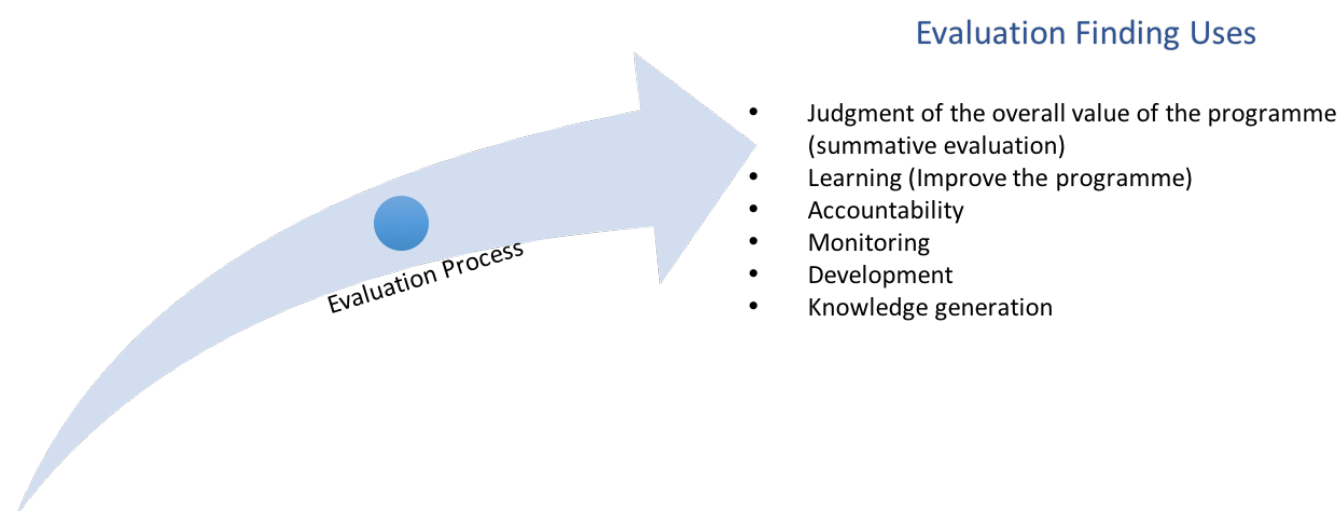 Evaluation Finding Uses
• Judgment of the overall value of the programme
(summative evaluation)
• Learning (Improve the programme)
• Accountability
• Monitoring
• Development
• Knowledge generation
Evaluation Process